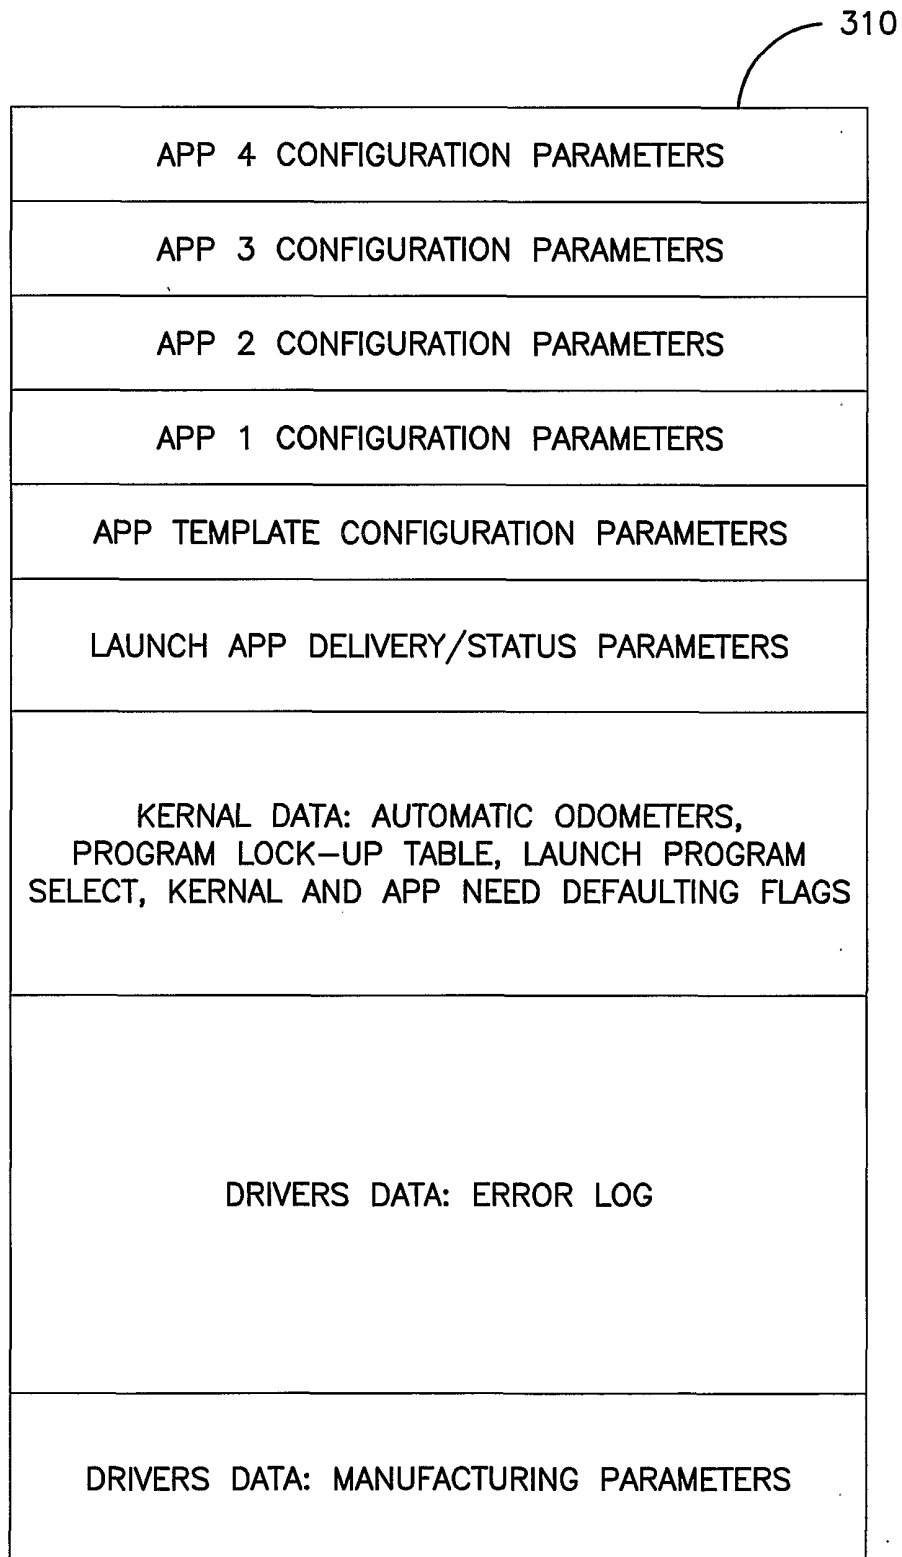 310
APP 4 CONFIGURATION PARAMETERS
APP 3 CONFIGURATION PARAMETERS
APP 2 CONFIGURATION PARAMETERS
APP 1 CONFIGURATION PARAMETERS
APP TEMPLATE CONFIGURATION PARAMETERS
LAUNCH APP DELIVERY/STATUS PARAMETERS
KERNAL DATA: AUTOMATIC ODOMETERS,
PROGRAM LOCK–UP TABLE, LAUNCH PROGRAM
SELECT, KERNAL AND APP NEED DEFAULTING FLAGS
DRIVERS DATA: ERROR LOG
DRIVERS DATA: MANUFACTURING PARAMETERS